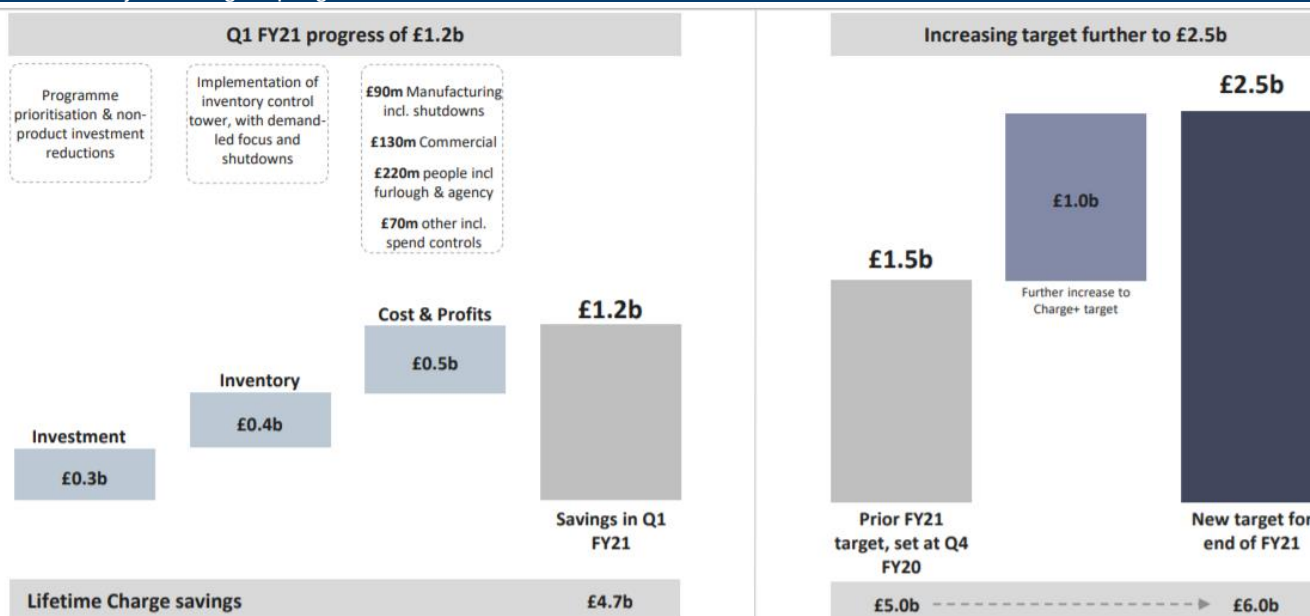 Q1 FY21 progress of £1.2b
Programme
prioritisation & non-
product investment
reductions
Implementation of
inventory control
tower, with demand-
led focus and
shutdowns
£90m Manufacturing
incl. shutdowns
£130m Commercial
£220m people incl
furlough & agency
£70m other incl.
spend controls
Investment
£0.3b
Inventory
£0.4b
Cost & Profits
£0.5b
£1.2b
Savings in Q1
FY21
Lifetime Charge savings £4.7b
Increasing target further to £2.5b
£1.5b
Prior FY21
target, set at Q4
FY20
£1.0b
Further increase to
Charge+ target
£2.5b
New target for
end of FY21
£5.0b £6.0b